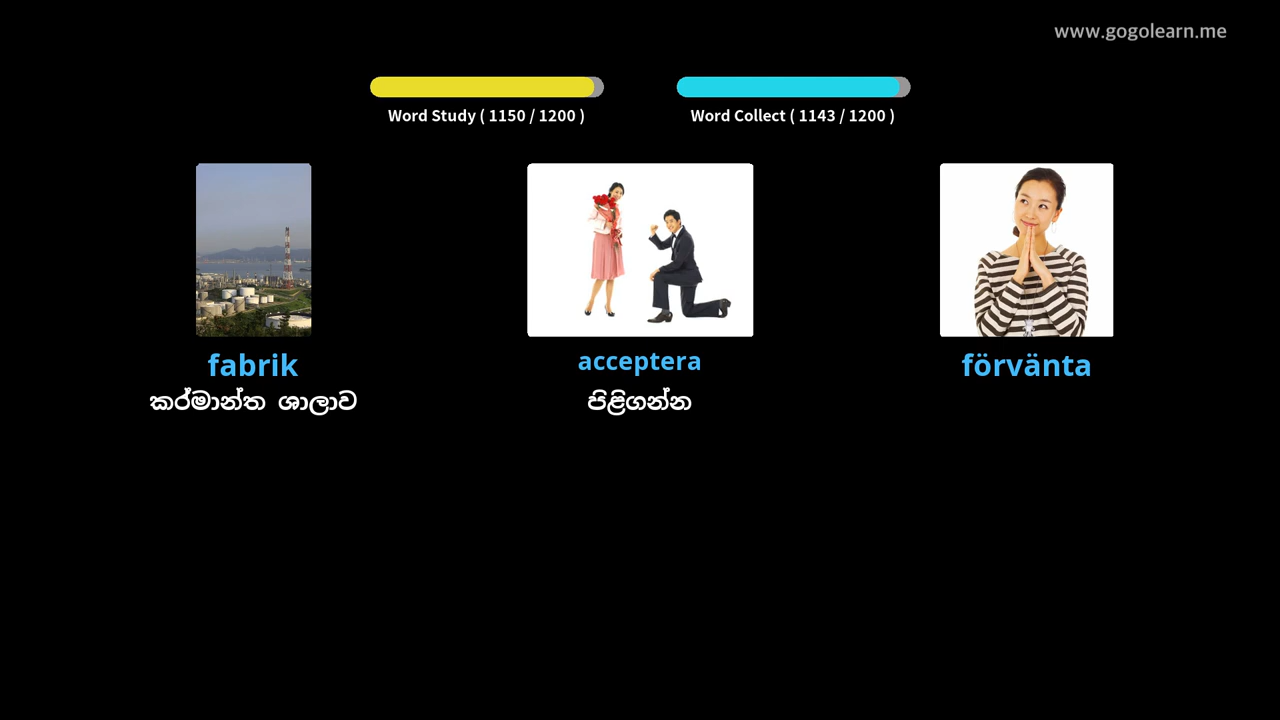 www.gogolearn.me
Word Study ( 1150 / 1200 )
Word Collect ( 1143 / 1200 )
fabrik
acceptera
förvänta
කර්මාන්ත ශාලාව
පිළිගන්න